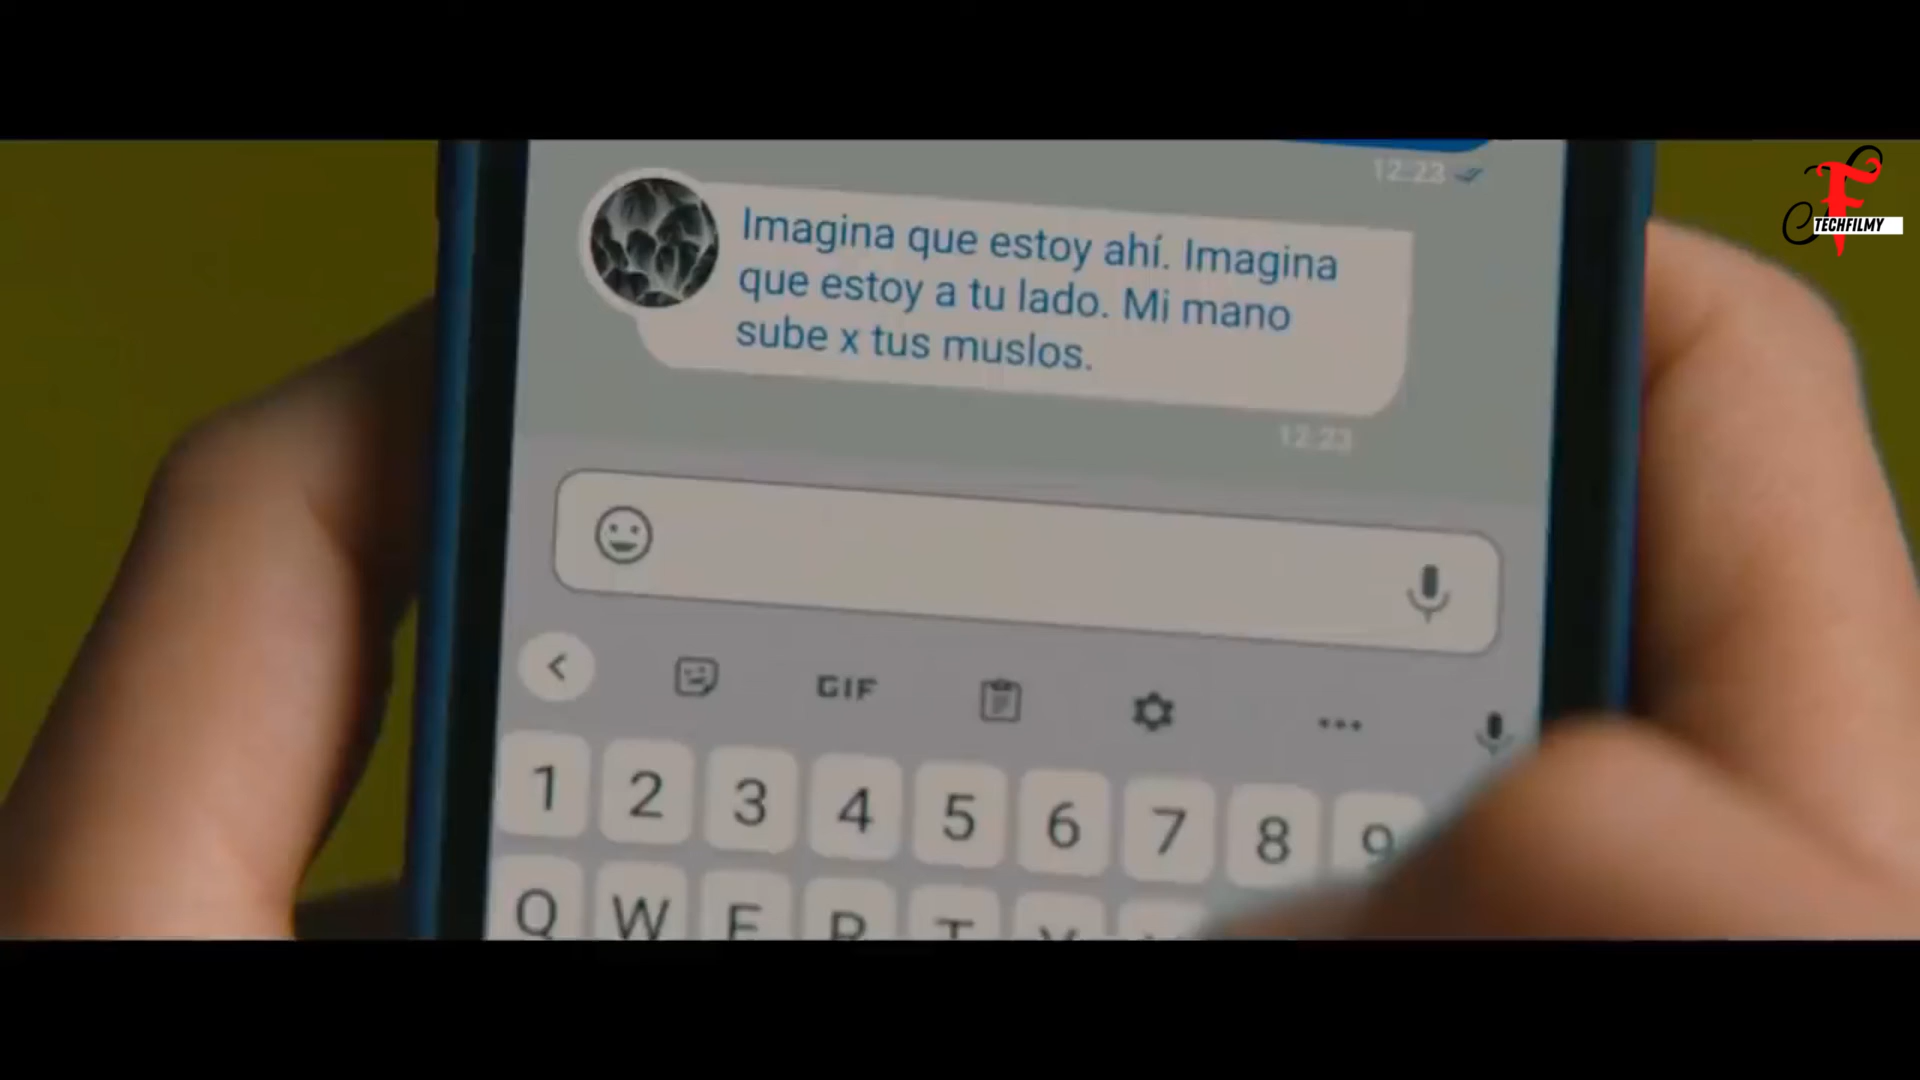 12:23
TECHFILMY
Imagina que estoy ahí. Imagina
que estoy a tu lado. Mi mano
sube x tus muslos.
12:23
GIF
1 2 3 4 5 6 7 8 9
Q W E R T Y